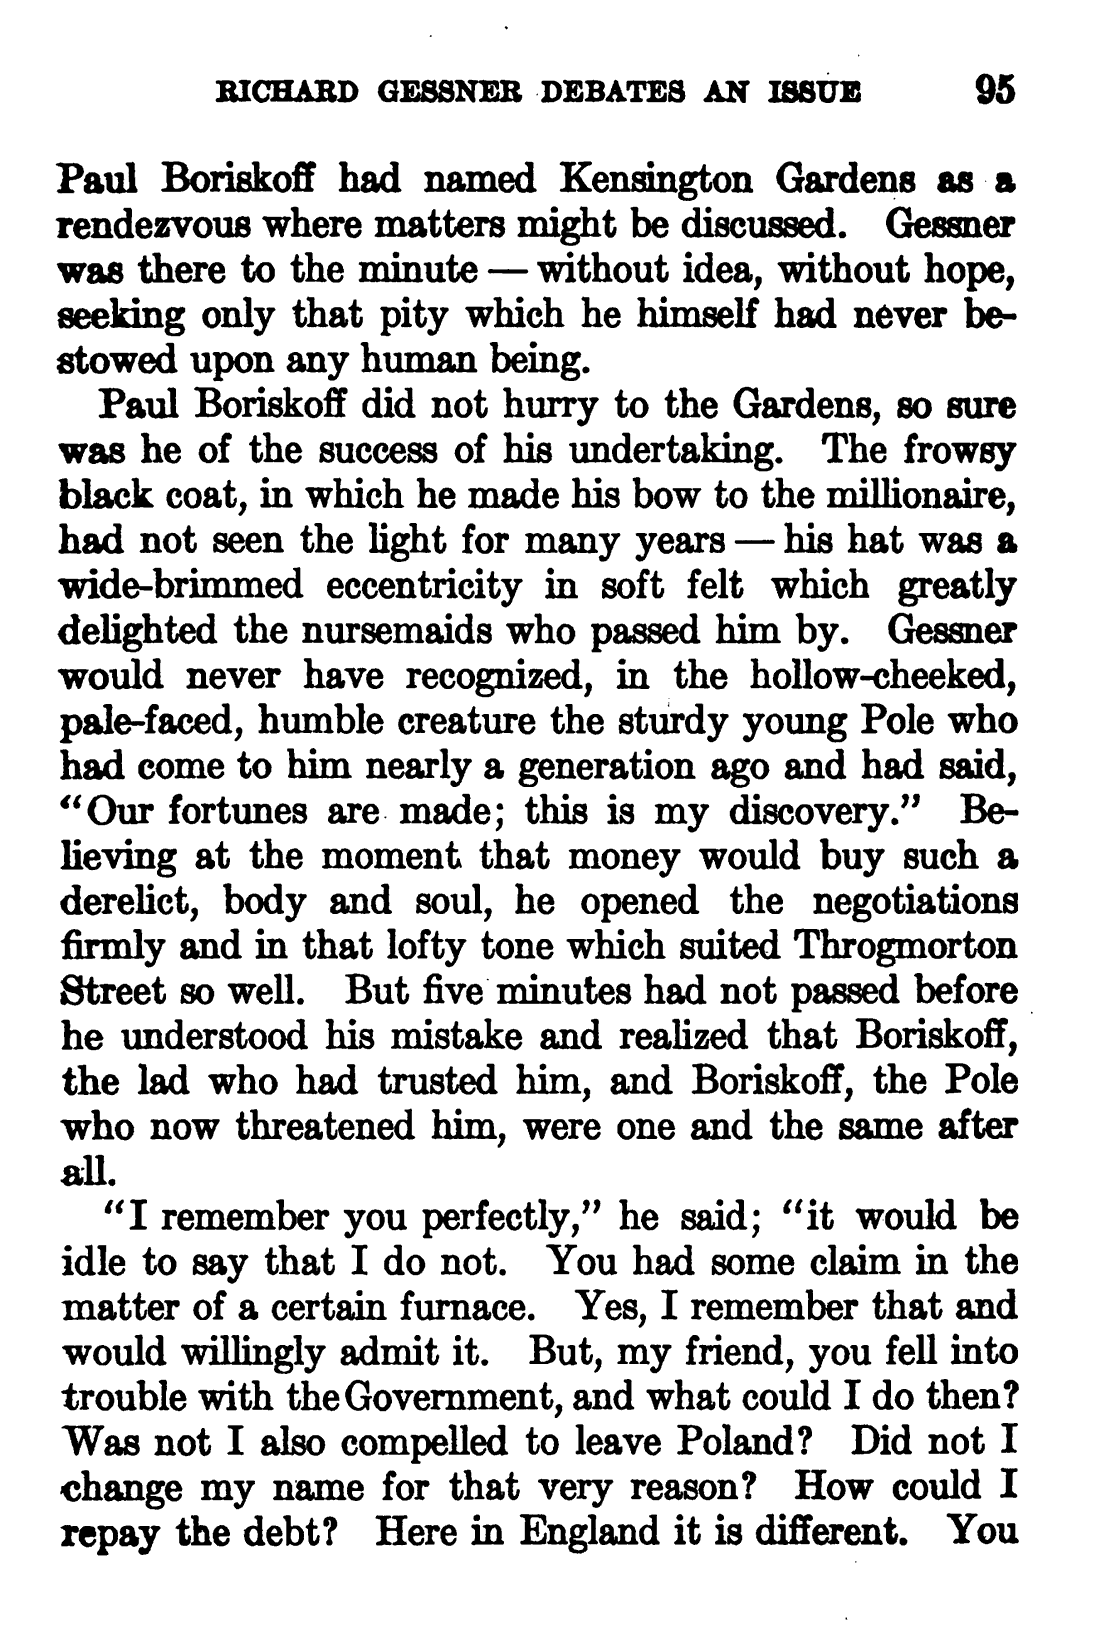 RICHARD GESSNER DEBATES AN ISSUE 95
Paul Boriskoff had named Kensington Gardens as a
rendezvous where matters might be discussed. Gessner
was there to the minute — without idea, without hope,
seeking only that pity which he himself had never be-
stowed upon any human being.
Paul Boriskoff did not hurry to the Gardens, so sure
was he of the success of his undertaking. The frowsy
black coat, in which he made his bow to the millionaire,
had not seen the light for many years — his hat was a
wide-brimmed eccentricity in soft felt which greatly
delighted the nursemaids who passed him by. Gessner
would never have recognized, in the hollow-cheeked,
pale-faced, humble creature the sturdy young Pole who
had come to him nearly a generation ago and had said,
“Our fortunes are made; this is my discovery.” Be-
lieving at the moment that money would buy such a
derelict, body and soul, he opened the negotiations
firmly and in that lofty tone which suited Throgmorton
Street so well. But five minutes had not passed before
he understood his mistake and realized that Boriskoff,
the lad who had trusted him, and Boriskoff, the Pole
who now threatened him, were one and the same after
all.
“I remember you perfectly,” he said; “it would be
idle to say that I do not. You had some claim in the
matter of a certain furnace. Yes, I remember that and
would willingly admit it. But, my friend, you fell into
trouble with the Government, and what could I do then?
Was not I also compelled to leave Poland? Did not I
change my name for that very reason? How could I
repay the debt? Here in England it is different. You